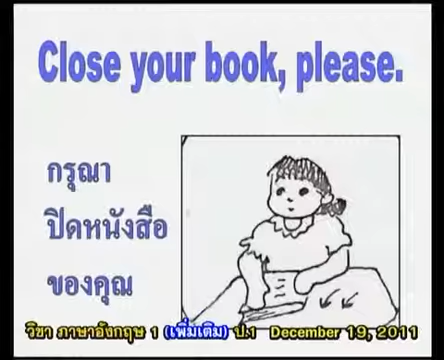 Close your book, please.
กรุณา
ปิดหนังสือ
ของคุณ
วิชา ภาษาอังกฤษ 1 (เพิ่มเติม) ป.1 December 19, 2011